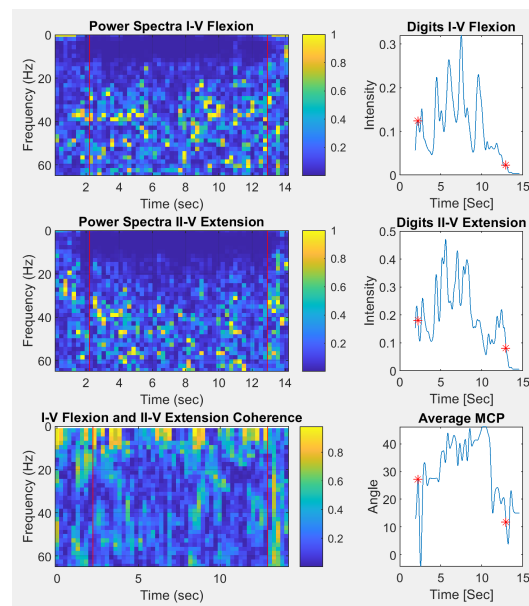 Power Spectra I-V Flexion
0
20
40
60
Frequency (Hz)
2 4 6 8 10 12 14
Time (sec)
1
0.8
0.6
0.4
0.2
Digits I-V Flexion
0.3
0.2
0.1
0
Intensity
0 5 10 15
Time [Sec]
Power Spectra II-V Extension
0
20
40
60
Frequency (Hz)
2 4 6 8 10 12 14
Time (sec)
1
0.8
0.6
0.4
0.2
Digits II-V Extension
0.5
0.4
0.3
0.2
0.1
0
Intensity
0 5 10 15
Time [Sec]
I-V Flexion and II-V Extension Coherence
0
20
40
60
Frequency (Hz)
0 5 10
Time (sec)
0.8
0.6
0.4
0.2
Average MCP
40
30
20
10
0
Angle
0 5 10 15
Time [Sec]